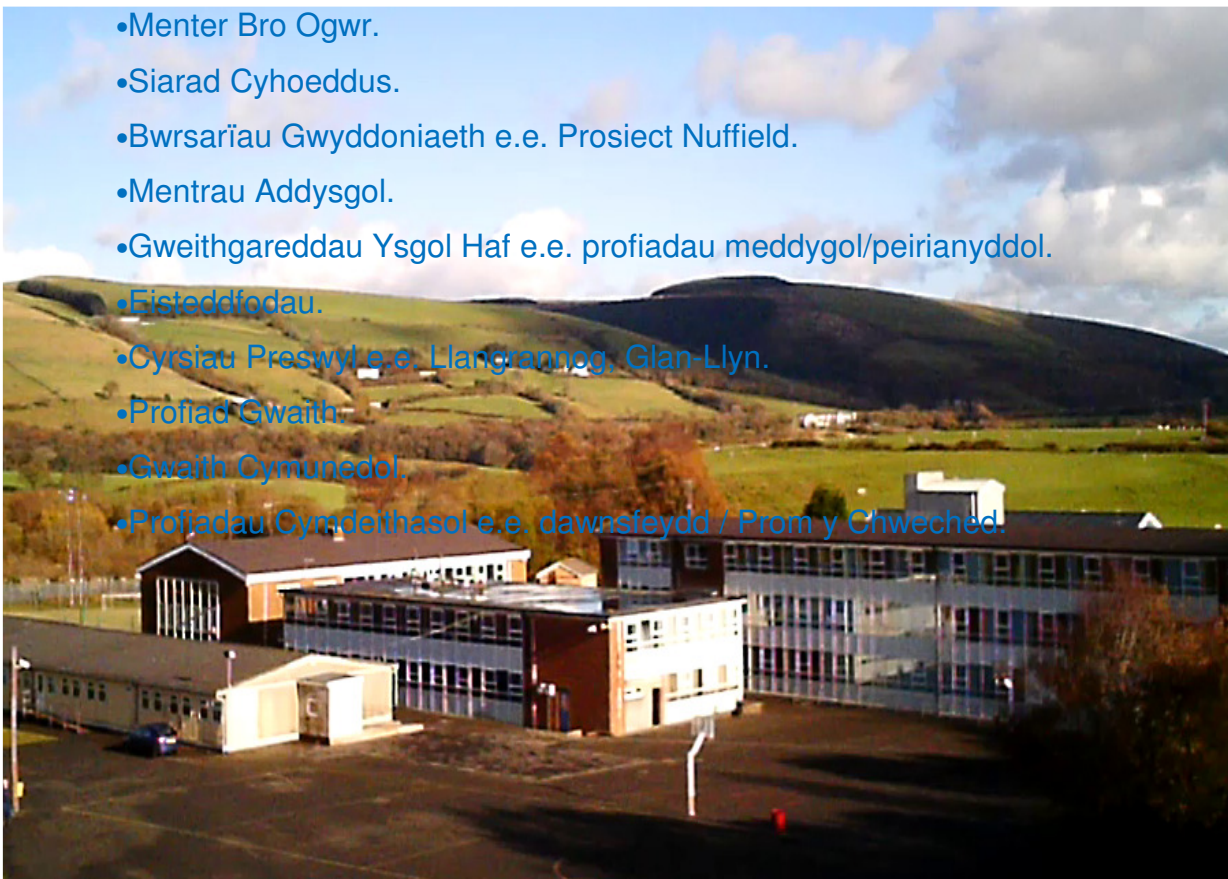 •Menter Bro Ogwr.
•Siarad Cyhoeddus.
•Bwrsarïau Gwyddoniaeth e.e. Prosiect Nuffield.
•Mentrau Addysgol.
•Gweithgareddau Ysgol Haf e.e. profiadau meddygol/peirianyddol.
•Eisteddfodau.
•Cyrsiau Preswyl e.e. Llangrannog, Glan-Llyn.
•Profiad Gwaith.
•Gwaith Cymunedol.
•Profiadau Cymdeithasol e.e. dawnsfeydd / Prom y Chweched.